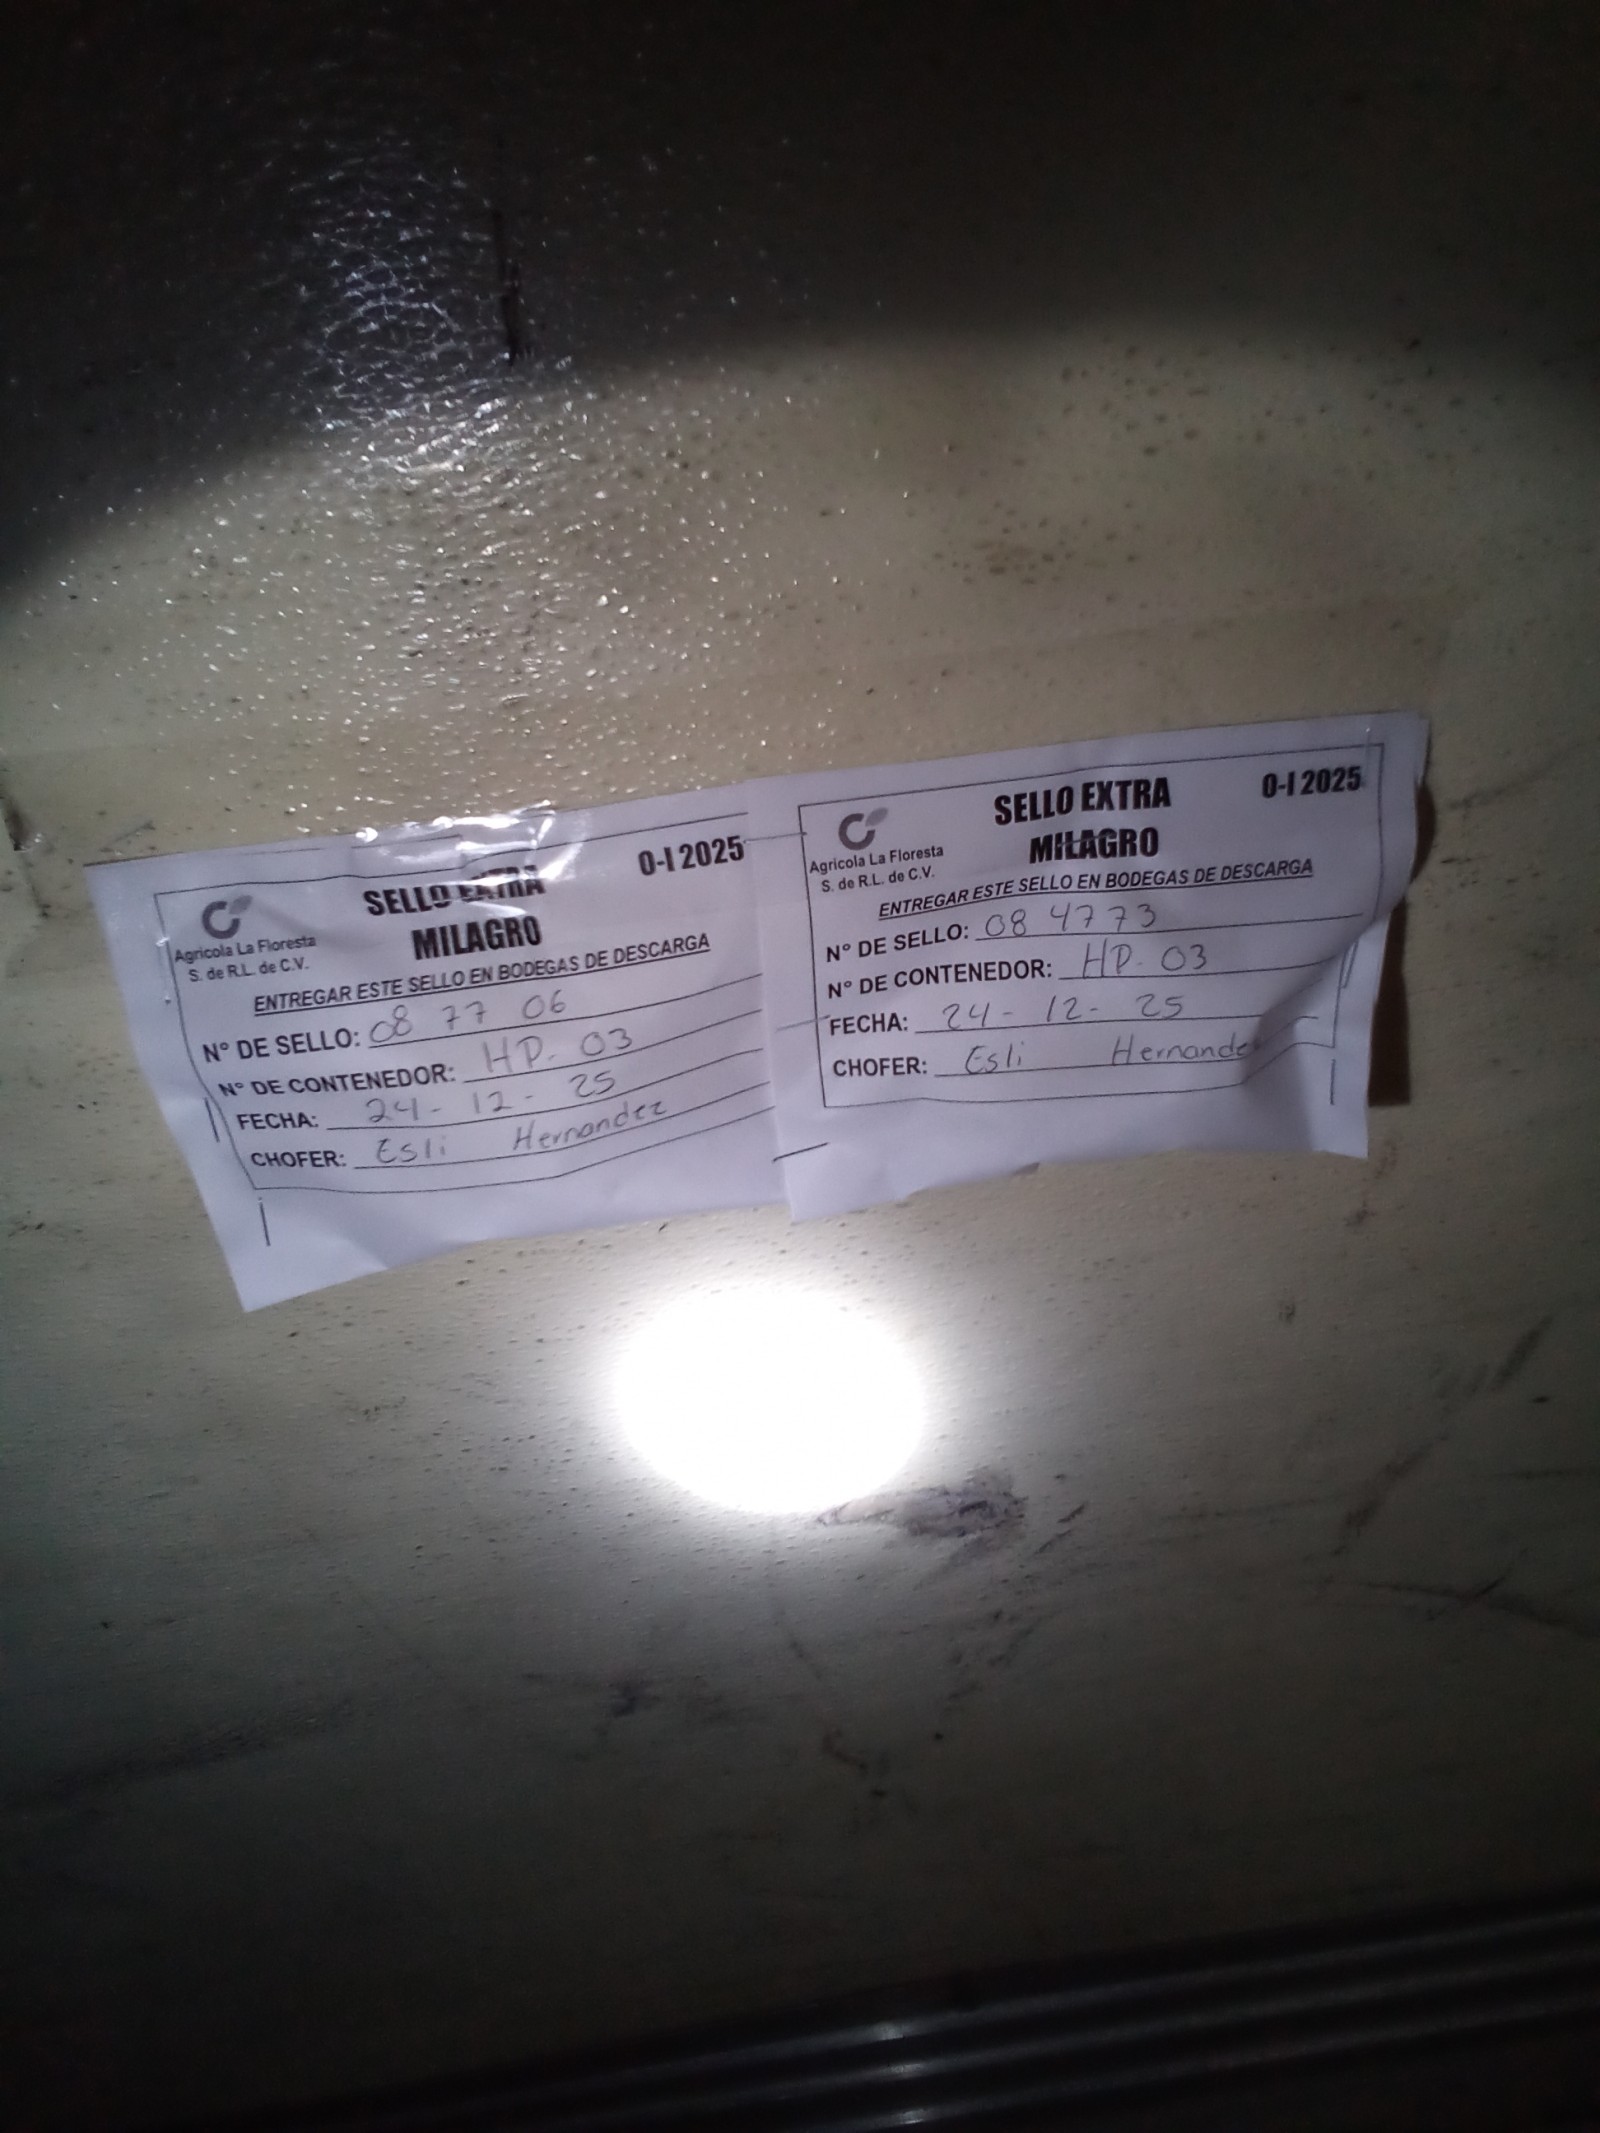 Agricola La Floresta
S. de R.L. de C.V.
SELLO EXTRA
MILAGRO
O-I 2025
ENTREGAR ESTE SELLO EN BODEGAS DE DESCARGA
N° DE SELLO: 08 77 06
N° DE CONTENEDOR: HP- 03
FECHA: 24 - 12 - 25
CHOFER: Esli Hernandez
Agricola La Floresta
S. de R.L. de C.V.
SELLO EXTRA
MILAGRO
O-I 2025
ENTREGAR ESTE SELLO EN BODEGAS DE DESCARGA
N° DE SELLO: 08 4773
N° DE CONTENEDOR: HP- 03
FECHA: 24 - 12 - 25
CHOFER: Esli Hernande